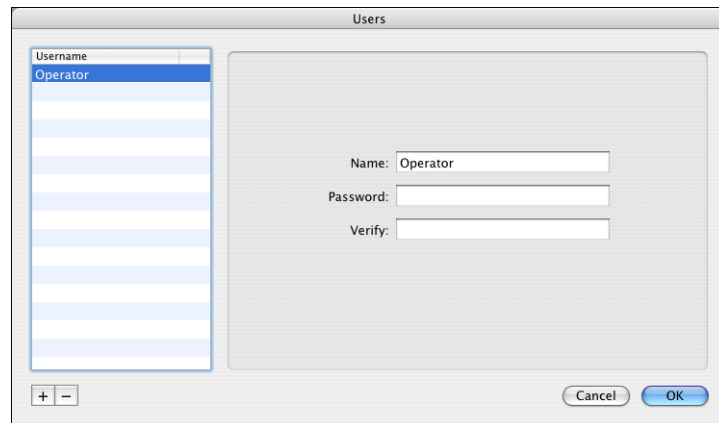 Users
Username
Operator
Name: Operator
Password:
Verify:
+ −
Cancel OK